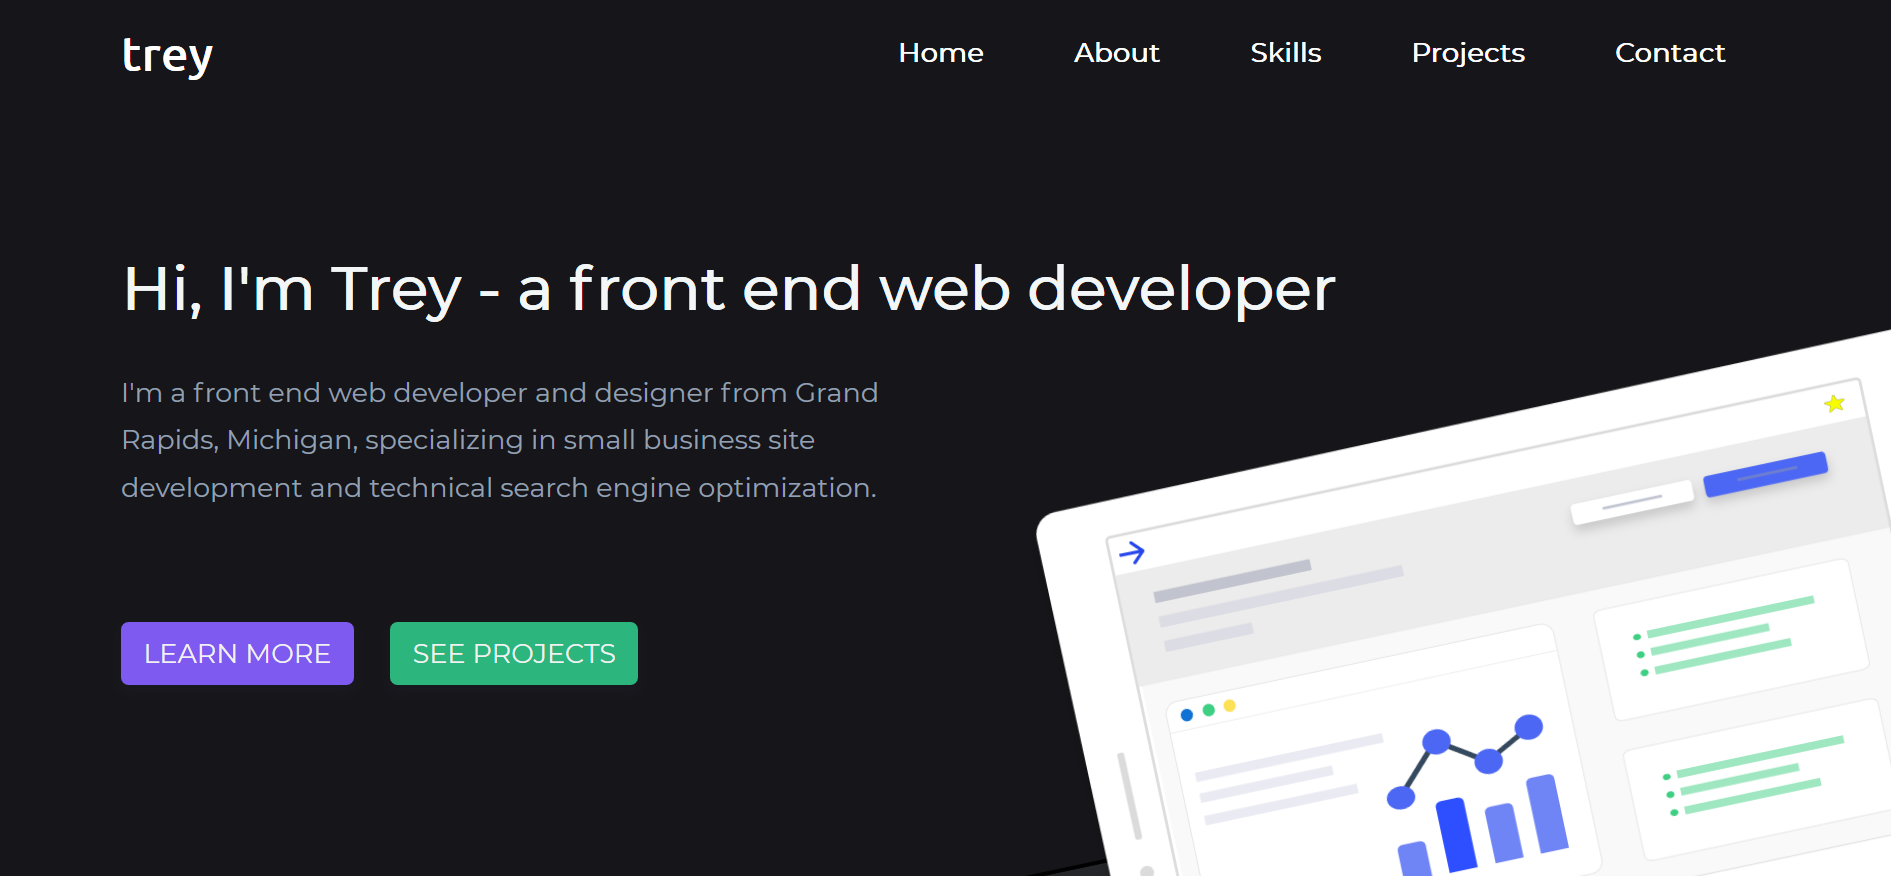 trey
Home About Skills Projects Contact
Hi, I'm Trey - a front end web developer
I'm a front end web developer and designer from Grand
Rapids, Michigan, specializing in small business site
development and technical search engine optimization.
LEARN MORE SEE PROJECTS